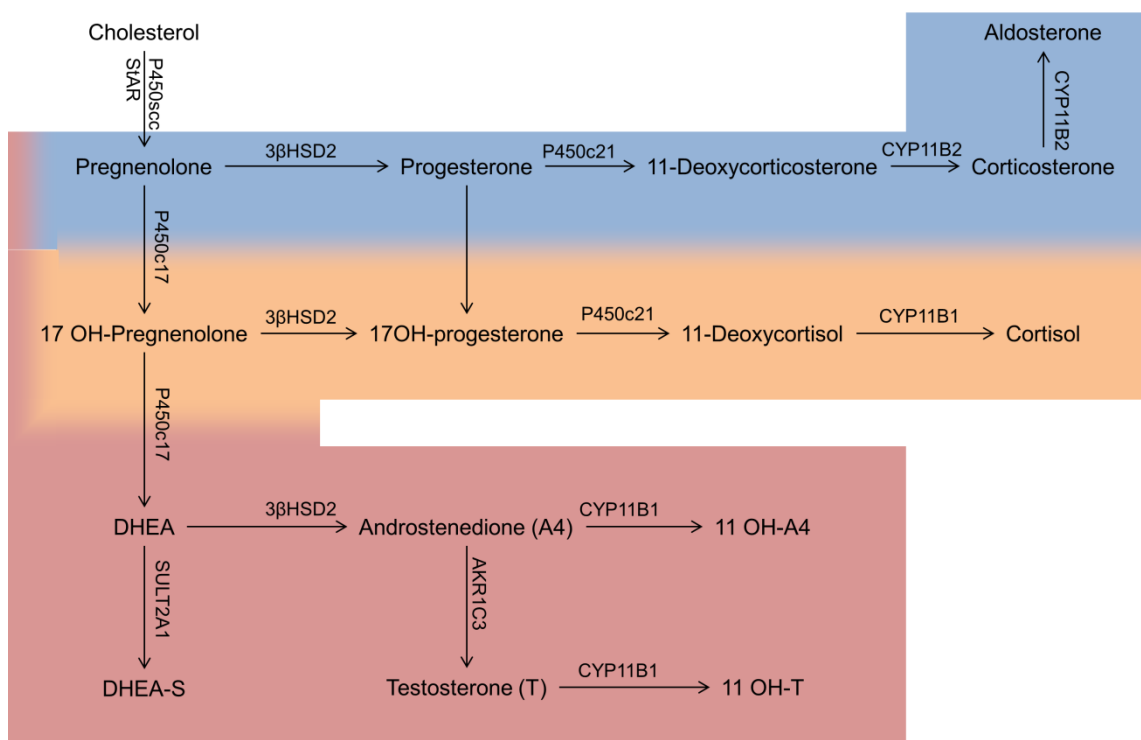 Cholesterol
Aldosterone
P450scc
StAR
CYP11B2
Pregnenolone
3βHSD2
Progesterone
P450c21
11-Deoxycorticosterone
CYP11B2
Corticosterone
P450c17
17 OH-Pregnenolone
3βHSD2
17OH-progesterone
P450c21
11-Deoxycortisol
CYP11B1
Cortisol
P450c17
DHEA
3βHSD2
Androstenedione (A4)
CYP11B1
11 OH-A4
SULT2A1
AKR1C3
DHEA-S
Testosterone (T)
CYP11B1
11 OH-T